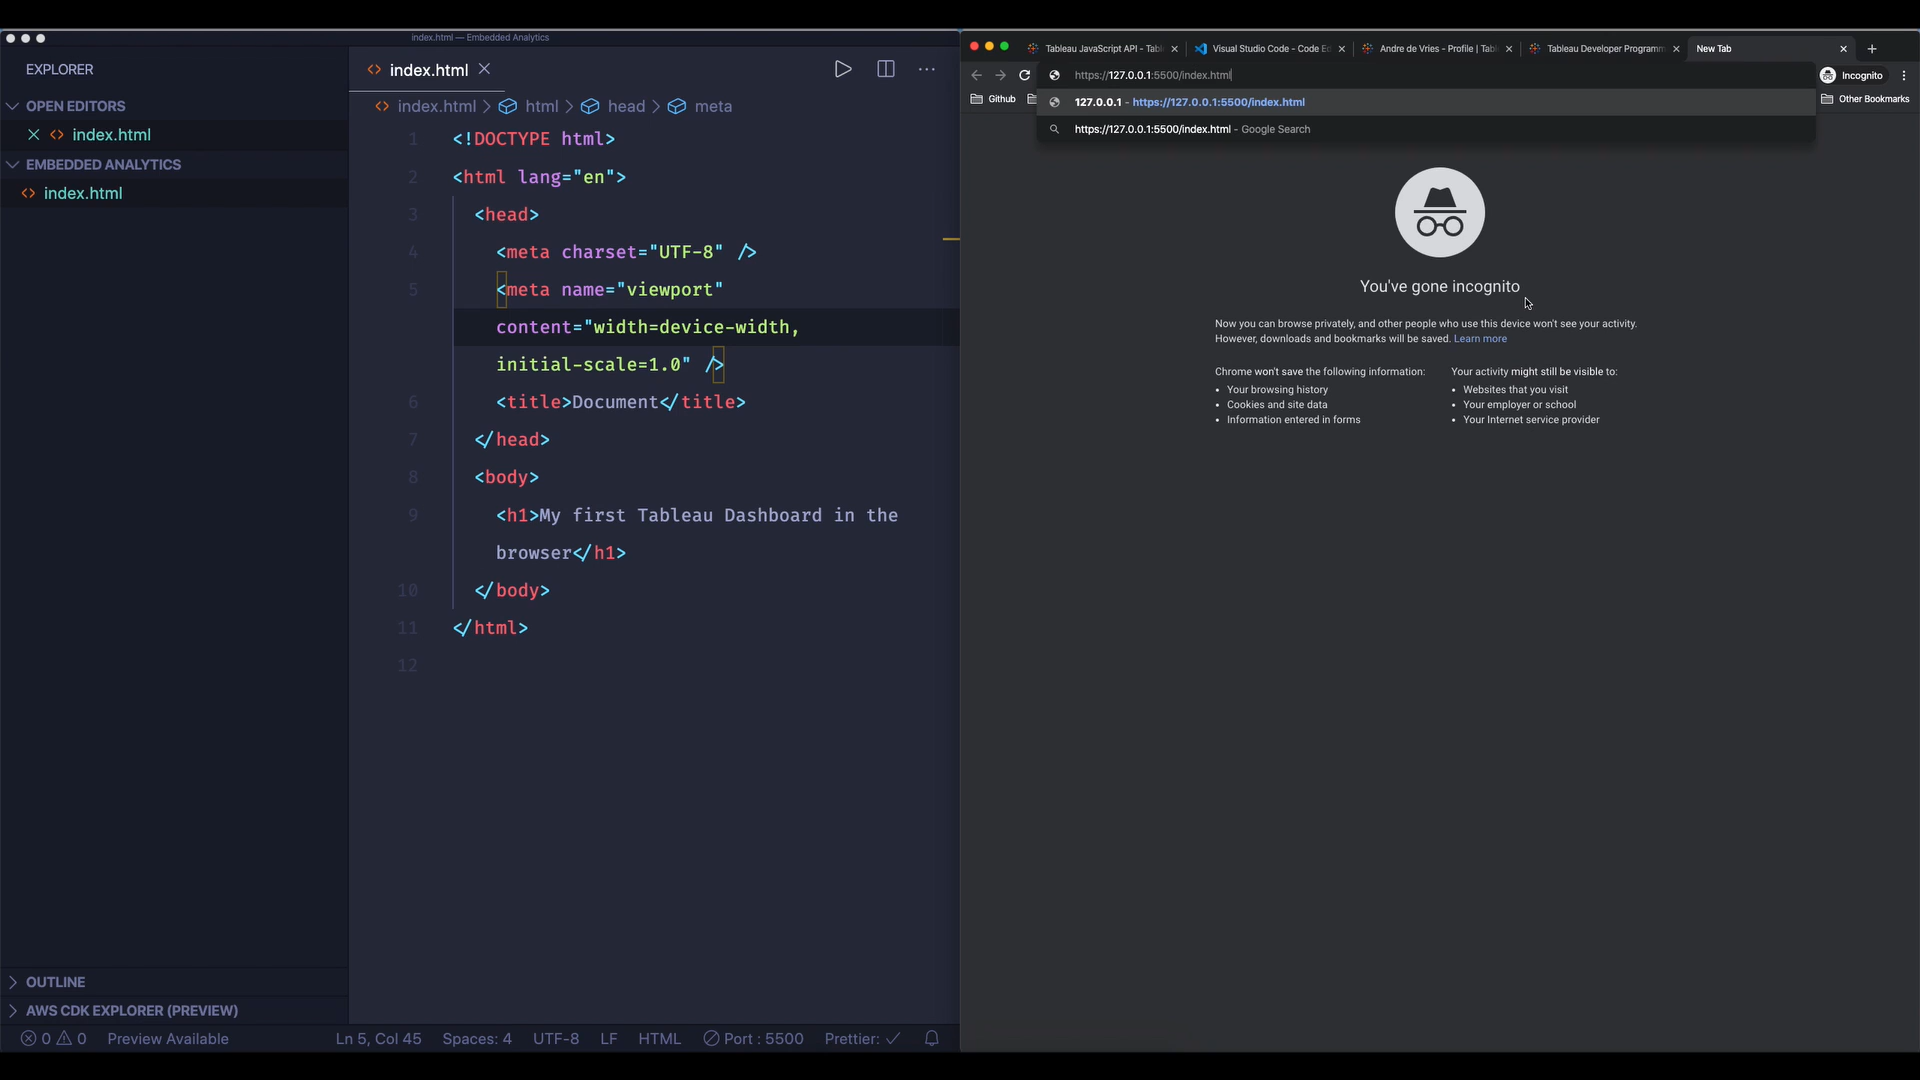 index.html — Embedded Analytics
EXPLORER
OPEN EDITORS
index.html
EMBEDDED ANALYTICS
index.html
OUTLINE
AWS CDK EXPLORER (PREVIEW)
index.html
index.html > html > head > meta
1 <!DOCTYPE html>
2 <html lang="en">
3 <head>
4 <meta charset="UTF-8" />
5 <meta name="viewport"
content="width=device-width,
initial-scale=1.0" />
6 <title>Document</title>
7 </head>
8 <body>
9 <h1>My first Tableau Dashboard in the
browser</h1>
10 </body>
11 </html>
12
0 0 Preview Available Ln 5, Col 45 Spaces: 4 UTF-8 LF HTML Port : 5500 Prettier: ✓
Tableau JavaScript API - Tabl Visual Studio Code - Code Ed Andre de Vries - Profile | Tabl Tableau Developer Programm New Tab
https://127.0.0.1:5500/index.html Incognito
Github Other Bookmarks
127.0.0.1 - https://127.0.0.1:5500/index.html
https://127.0.0.1:5500/index.html - Google Search
You've gone incognito
Now you can browse privately, and other people who use this device won't see your activity.
However, downloads and bookmarks will be saved. Learn more
Chrome won't save the following information:
• Your browsing history
• Cookies and site data
• Information entered in forms
Your activity might still be visible to:
• Websites that you visit
• Your employer or school
• Your Internet service provider